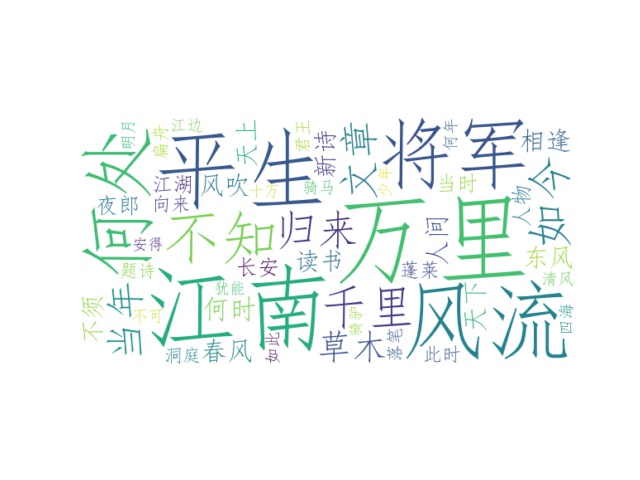 何处
平生
将军
万里
江南
风流
不知
归来
千里
文章
如今
当年
何时
春风
草木
读书
长安
人间
天下
新诗
天上
江湖
风吹
夜郎
向来
相逢
当时
人物
东风
清风
四海
蓬莱
此时
落笔
骑驴
洞庭
如此
犹能
不可
题诗
安得
不须
明月
扁舟
江边
君王
十万
骑马
少年
何年